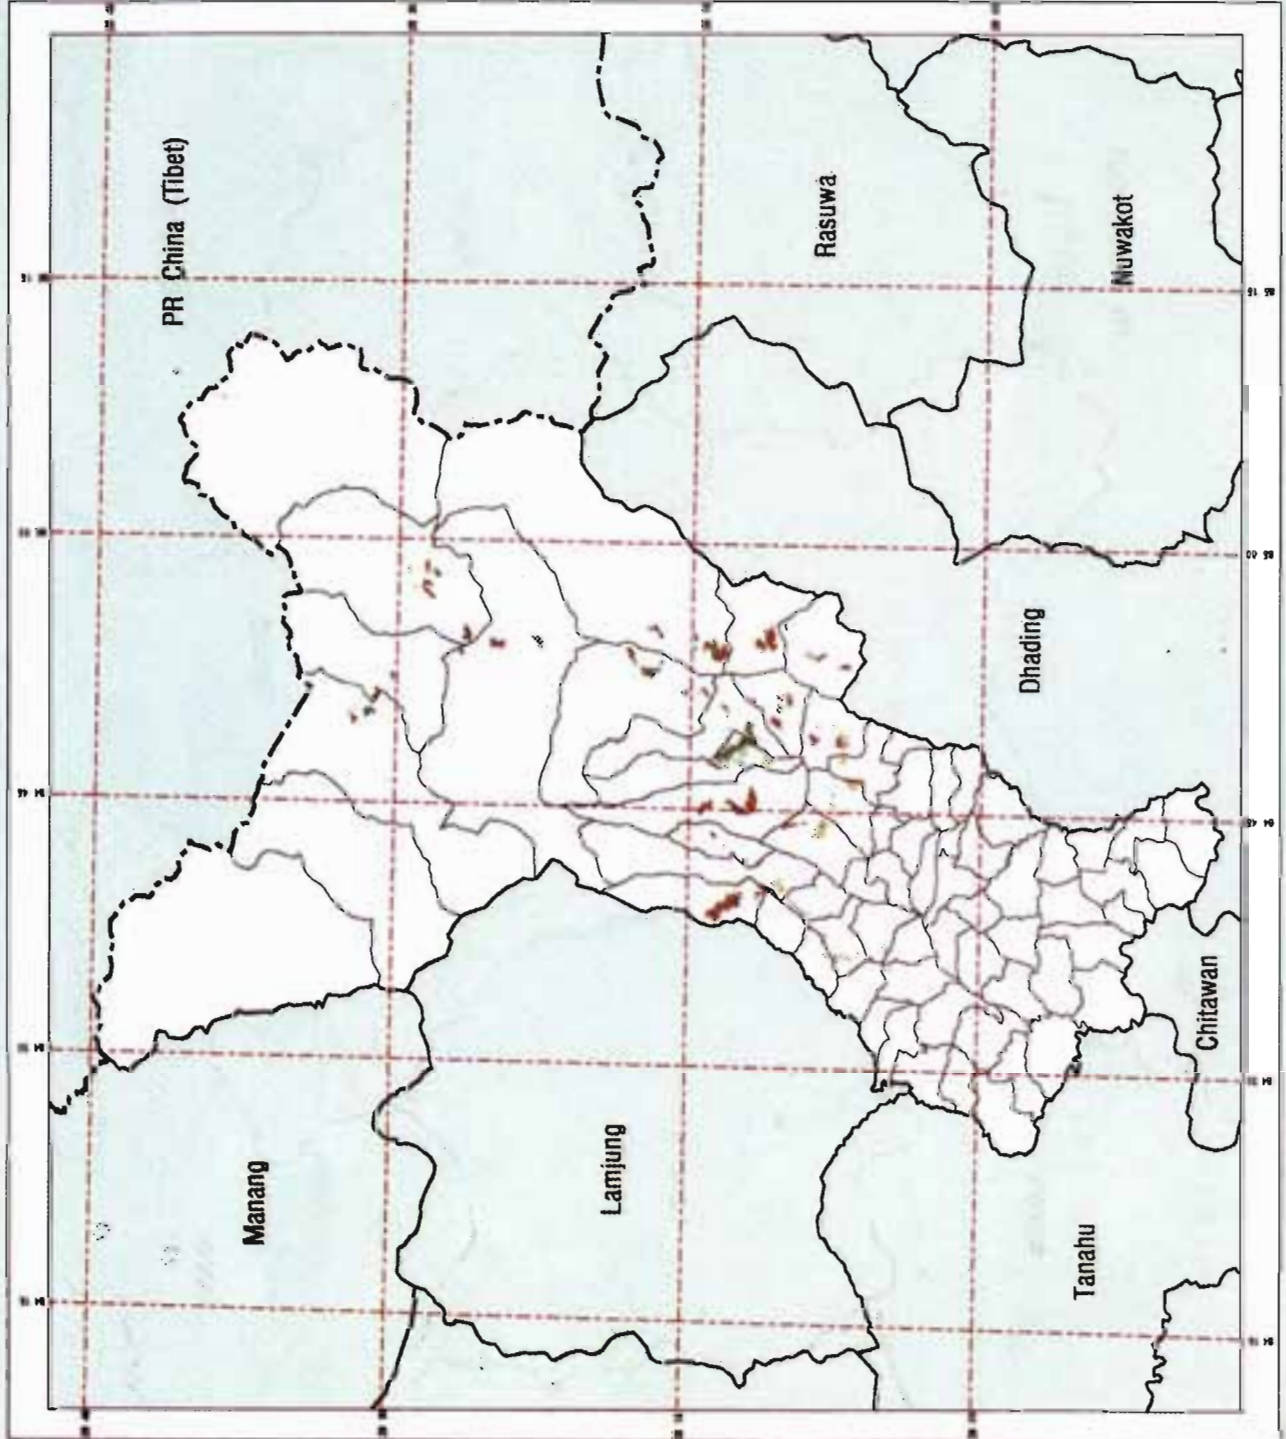 PR China (Tibet)
Rasuwa
Nuwakot
Dhading
Chitawan
Manang
Lamjung
Tanahu